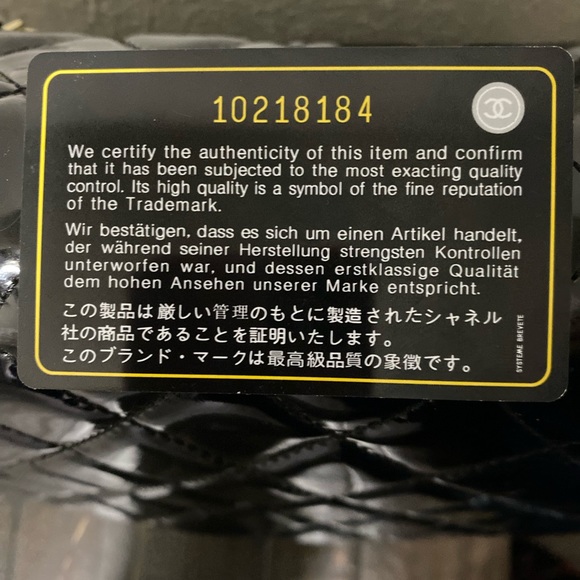 10218184
We certify the authenticity of this item and confirm
that it has been subjected to the most exacting quality
control. Its high quality is a symbol of the fine reputation
of the Trademark.
Wir bestätigen, dass es sich um einen Artikel handelt,
der während seiner Herstellung strengsten Kontrollen
unterworfen war, und dessen erstklassige Qualität
dem hohen Ansehen unserer Marke entspricht.
この製品は厳しい管理のもとに製造されたシャネル
社の商品であることを証明いたします。
このブランド・マークは最高級品質の象徴です。
SYSTEME BREVETE